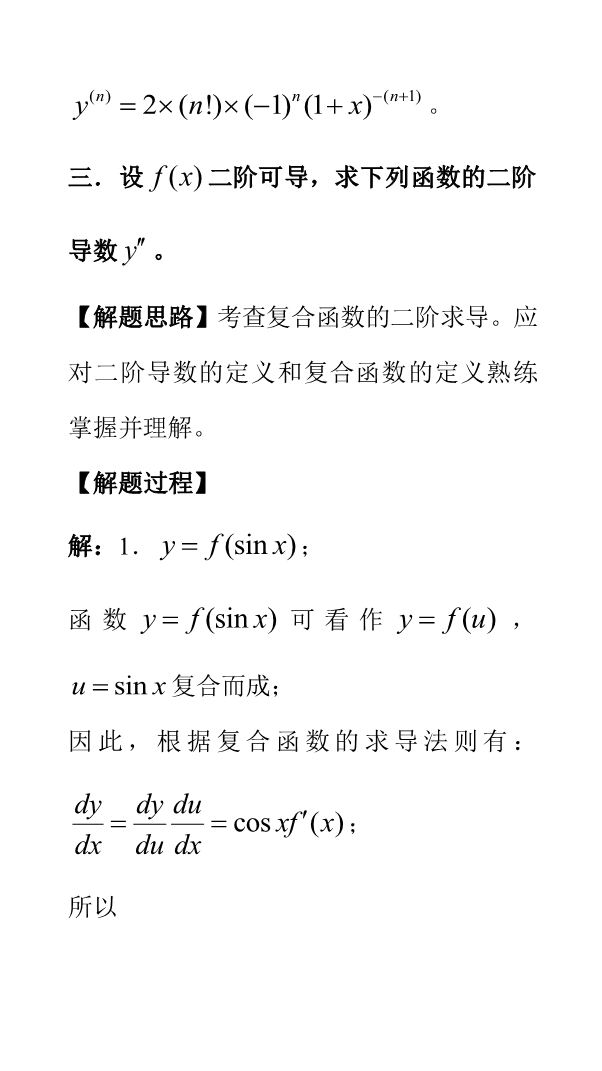 y^{(n)} = 2×(n!)×(−1)^n(1+x)^{−(n+1)}。
三．设 f(x) 二阶可导，求下列函数的二阶
导数 y″ 。
【解题思路】考查复合函数的二阶求导。应
对二阶导数的定义和复合函数的定义熟练
掌握并理解。
【解题过程】
解：1． y = f(sin x)；
函数 y = f(sin x) 可看作 y = f(u) ，
u = sin x 复合而成；
因此，根据复合函数的求导法则有：
dy/dx = dy/du du/dx = cos xf′(x)；
所以